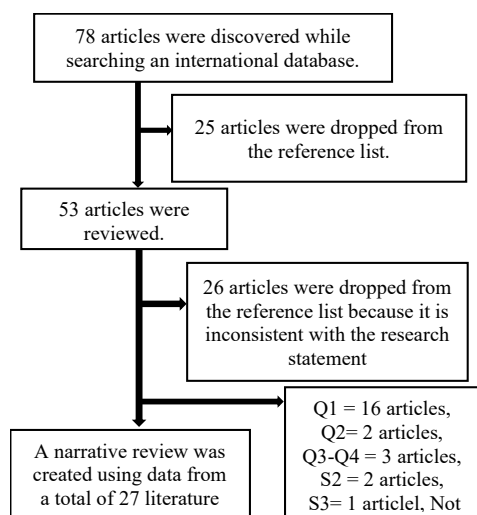 78 articles were discovered while
searching an international database.
25 articles were dropped from
the reference list.
53 articles were
reviewed.
26 articles were dropped from
the reference list because it is
inconsistent with the research
statement
Q1 = 16 articles,
Q2= 2 articles,
Q3-Q4 = 3 articles,
S2 = 2 articles,
S3= 1 articlel, Not
A narrative review was
created using data from
a total of 27 literature